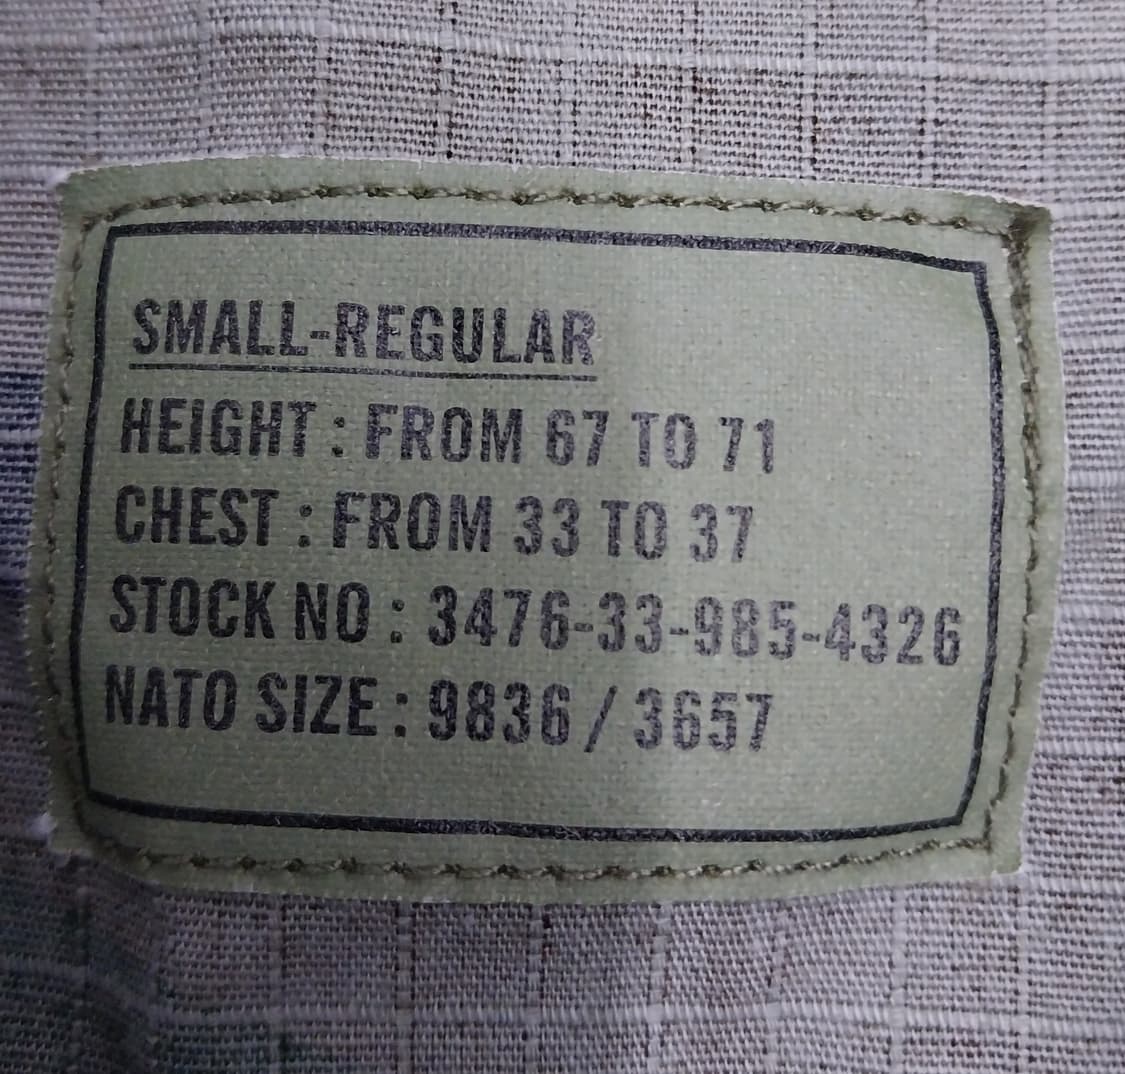 SMALL-REGULAR
HEIGHT : FROM 67 TO 71
CHEST : FROM 33 TO 37
STOCK NO : 3476-33-985-4326
NATO SIZE : 9836 / 3657